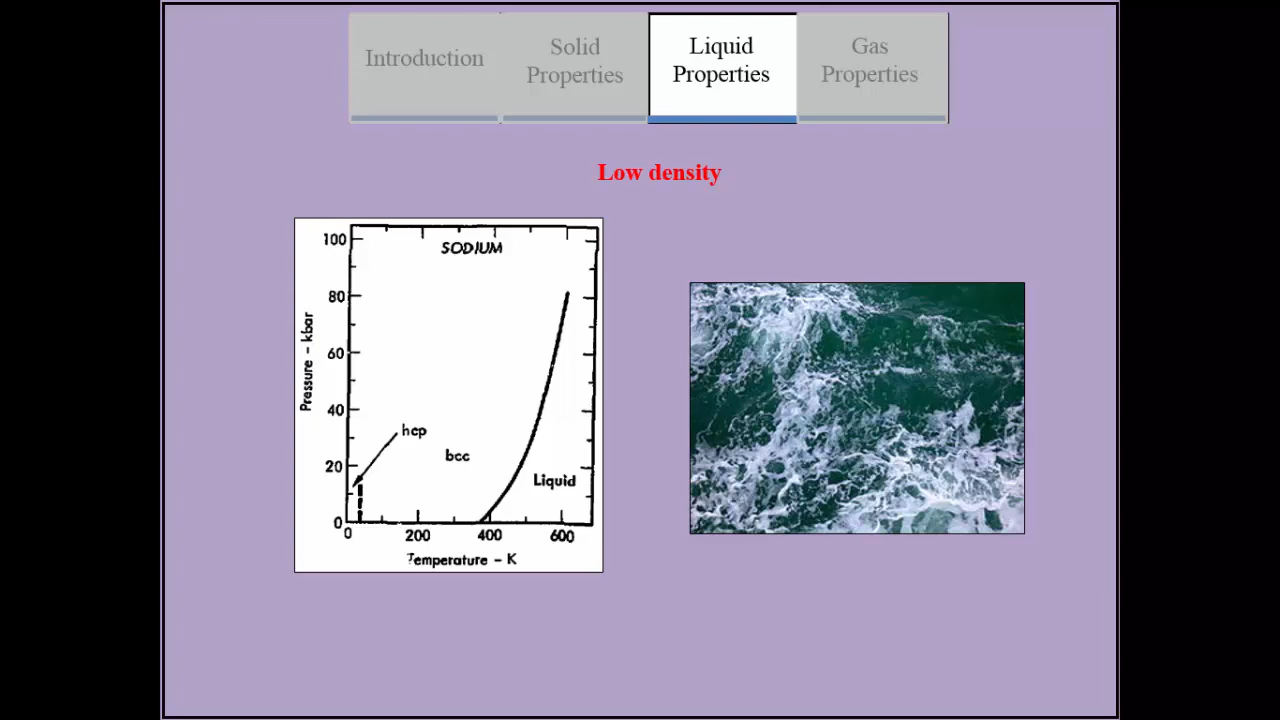 Introduction
Solid
Properties
Liquid
Properties
Gas
Properties
Low density
SODIUM
100
80
60
40
20
0
Pressure - kbar
hcp
bcc
Liquid
0
200
400
600
Temperature - K